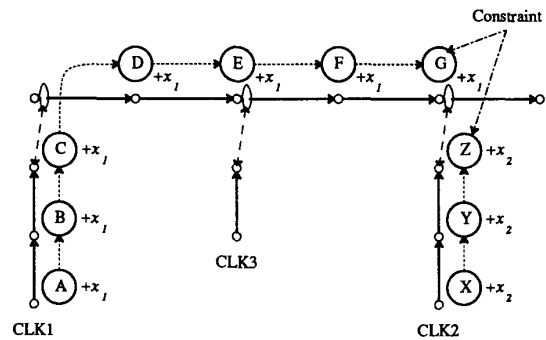 Constraint
D +x1 E +x1 F +x1 G +x1
C +x1 Z +x2
B +x1 Y +x2
CLK3
A +x1 X +x2
CLK1 CLK2